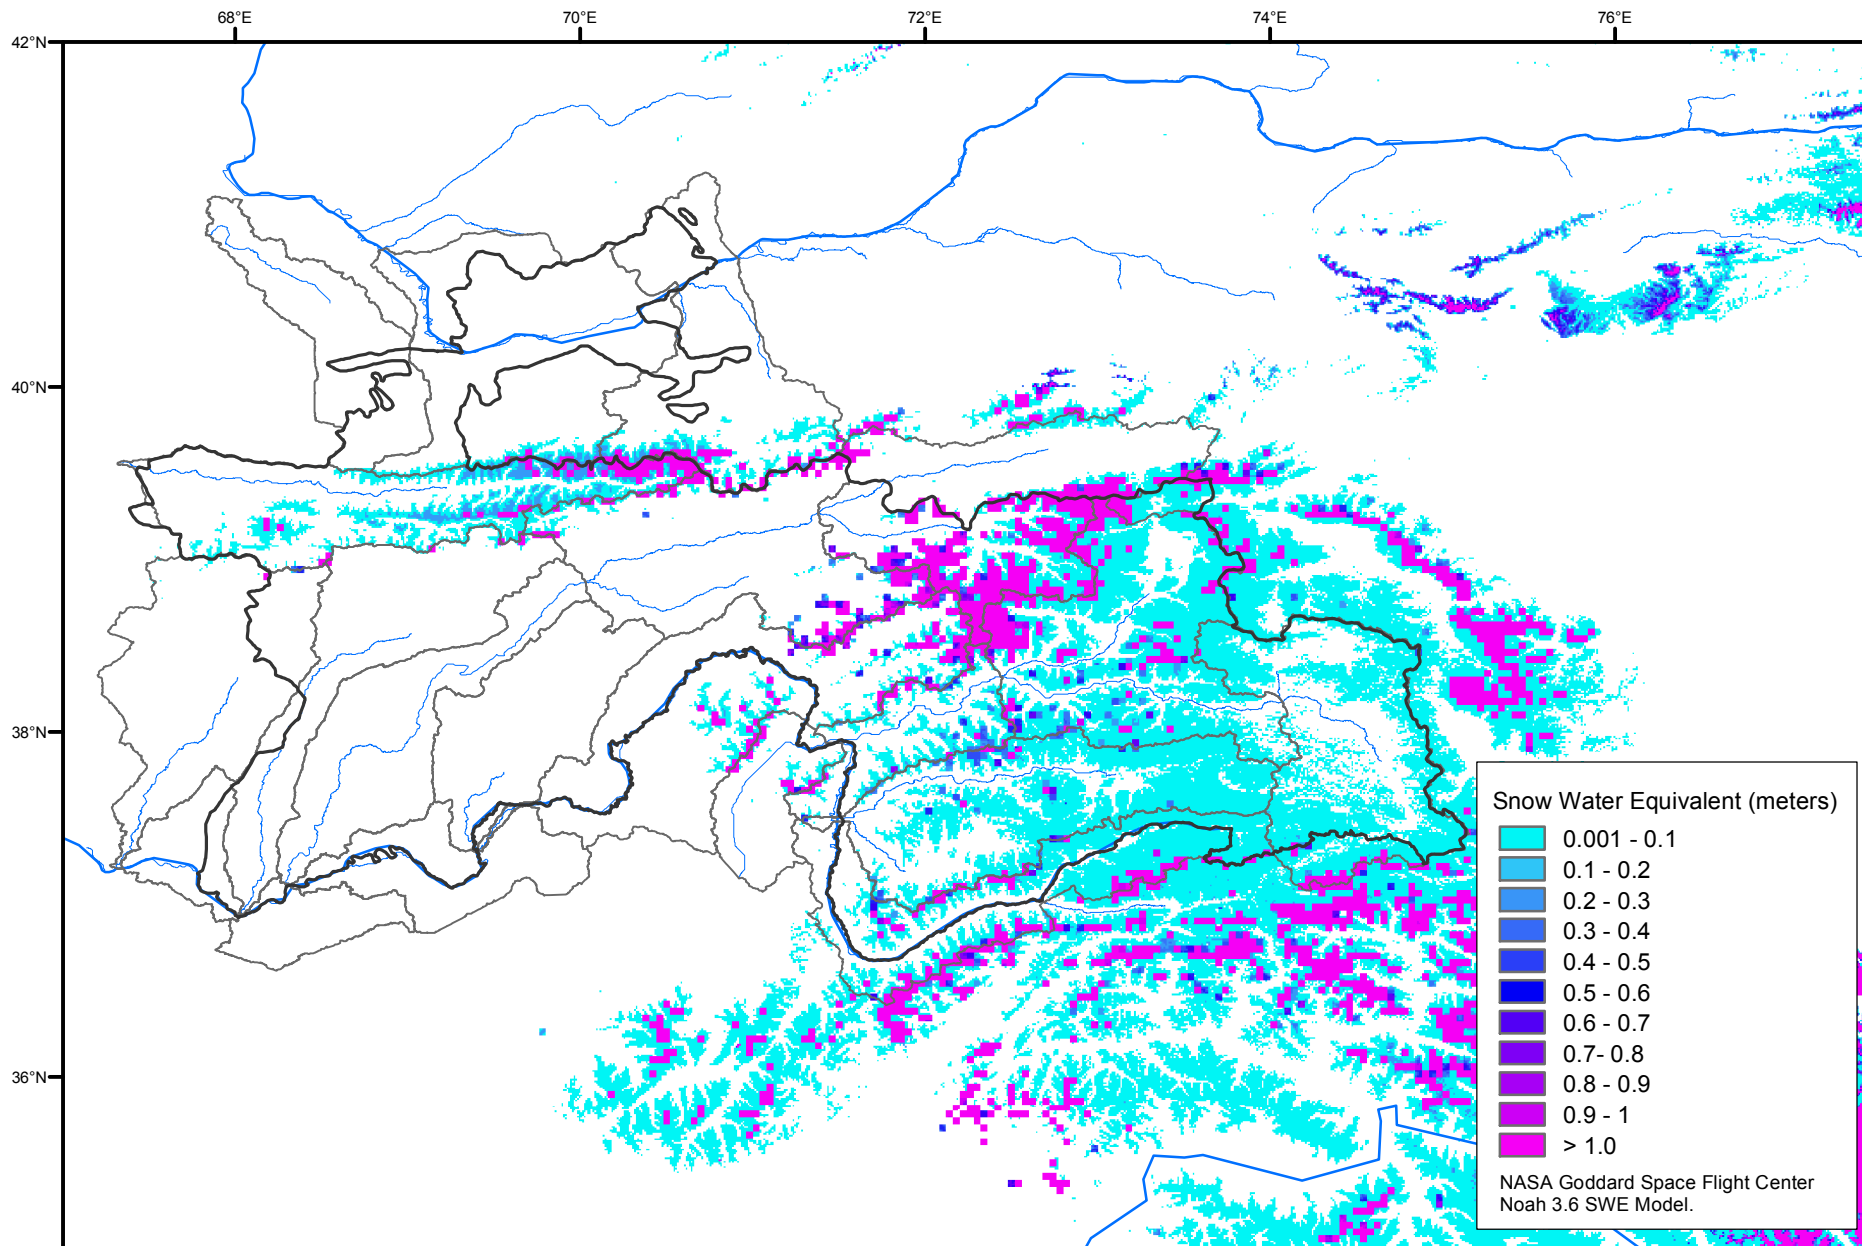 68°E
70°E
72°E
74°E
76°E
42°N
40°N
38°N
36°N
Snow Water Equivalent (meters)
0.001 - 0.1
0.1 - 0.2
0.2 - 0.3
0.3 - 0.4
0.4 - 0.5
0.5 - 0.6
0.6 - 0.7
0.7- 0.8
0.8 - 0.9
0.9 - 1
> 1.0
NASA Goddard Space Flight Center
Noah 3.6 SWE Model.